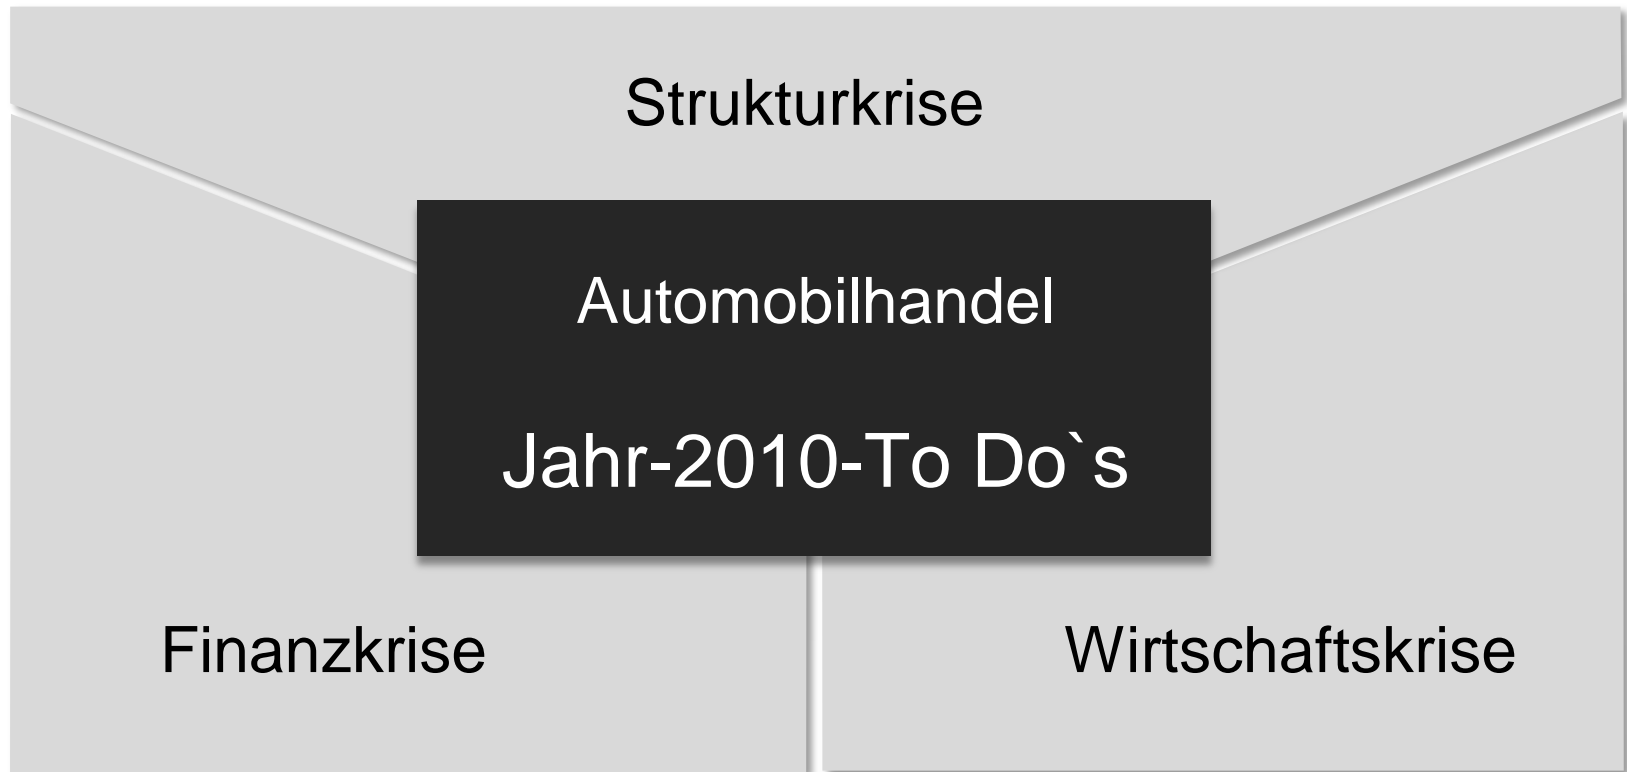 Strukturkrise
Automobilhandel
Jahr-2010-To Do`s
Finanzkrise
Wirtschaftskrise